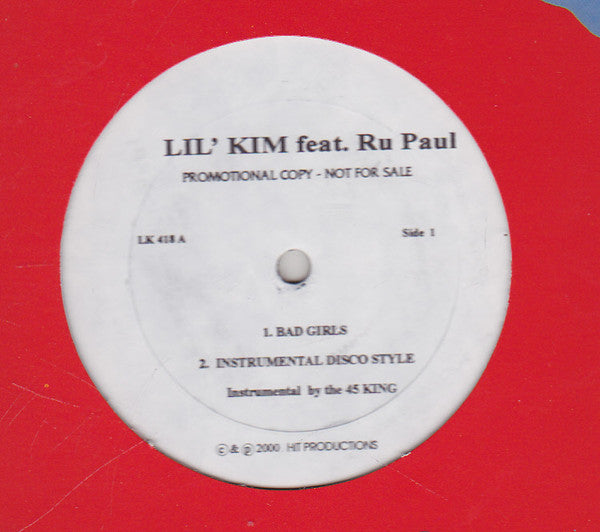 LIL' KIM feat. Ru Paul
PROMOTIONAL COPY - NOT FOR SALE
LK 418 A
Side 1
1. BAD GIRLS
2. INSTRUMENTAL DISCO STYLE
Instrumental by the 45 KING
© & ℗ 2000 HIT PRODUCTIONS